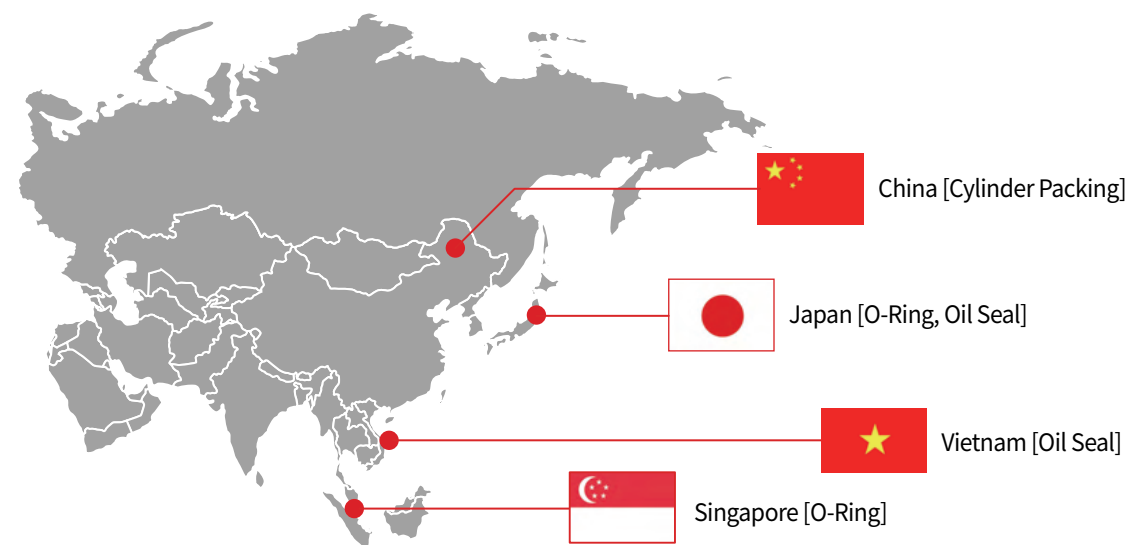 China [Cylinder Packing]
Japan [O-Ring, Oil Seal]
Vietnam [Oil Seal]
Singapore [O-Ring]